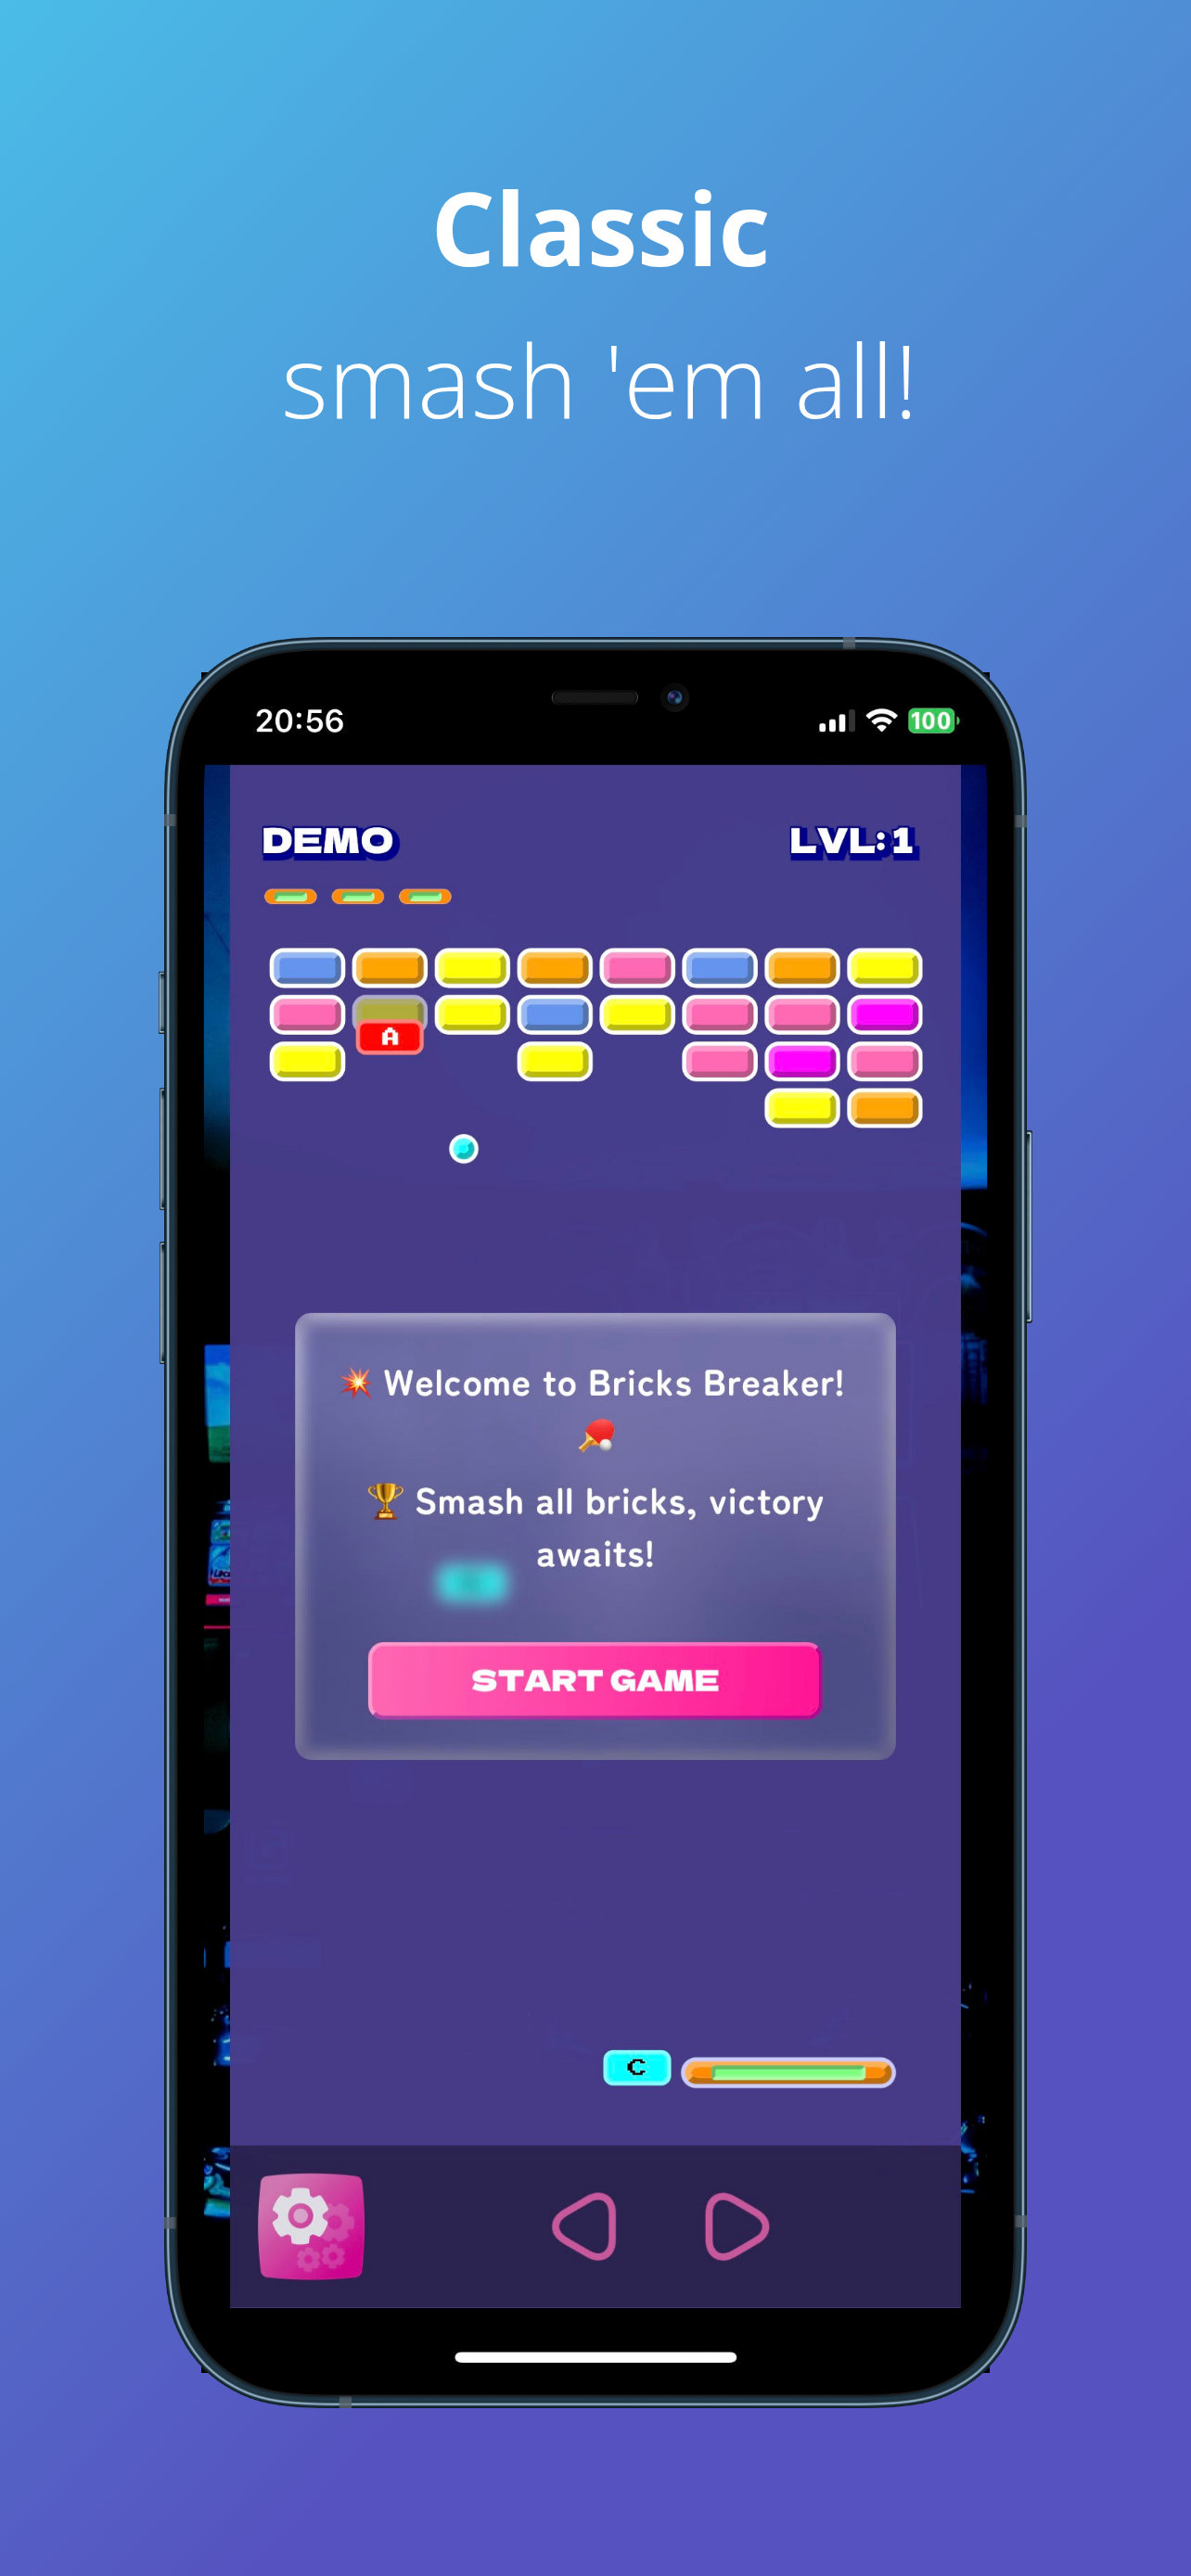 Classic
smash 'em all!
20:56
100
DEMO
LVL:1
A
💥 Welcome to Bricks Breaker!
🏓
🏆 Smash all bricks, victory
awaits!
START GAME
C